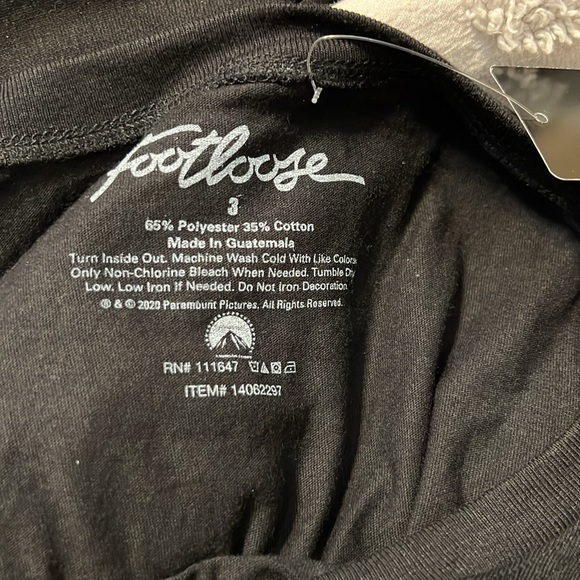 Footloose
3
65% Polyester 35% Cotton
Made In Guatemala
Turn Inside Out. Machine Wash Cold With Like Colors
Only Non-Chlorine Bleach When Needed. Tumble Dry
Low. Low Iron If Needed. Do Not Iron Decoration
® & © 2020 Paramount Pictures. All Rights Reserved.
RN# 111647
ITEM# 14062297